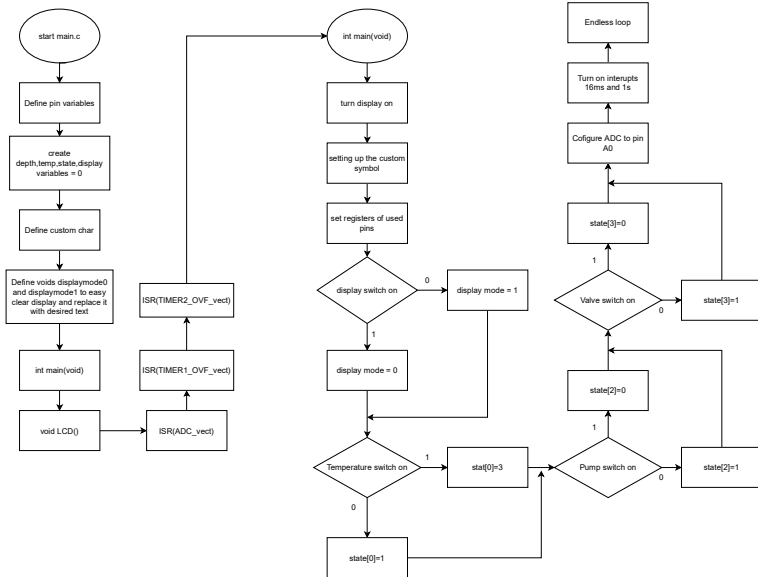 start main.c
Define pin variables
create
depth,temp,state,display
variables = 0
Define custom char
Define voids displaymode0
and displaymode1 to easy
clear display and replace it
with desired text
int main(void)
void LCD()
ISR(ADC_vect)
ISR(TIMER1_OVF_vect)
ISR(TIMER2_OVF_vect)
int main(void)
turn display on
setting up the custom
symbol
set registers of used
pins
display switch on
0
display mode = 1
1
display mode = 0
Temperature switch on
1
stat[0]=3
0
state[0]=1
Pump switch on
0
state[2]=1
1
state[2]=0
Valve switch on
0
state[3]=1
1
state[3]=0
Cofigure ADC to pin
A0
Turn on interupts
16ms and 1s
Endless loop